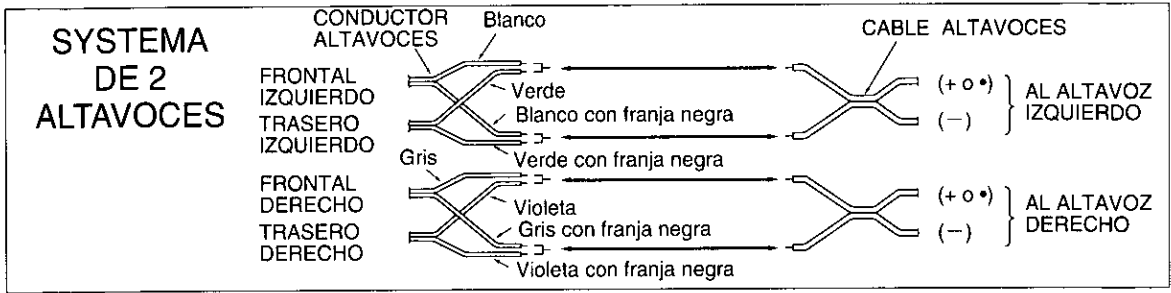 SYSTEMA
DE 2
ALTAVOCES
CONDUCTOR
ALTAVOCES
Blanco
CABLE ALTAVOCES
FRONTAL
IZQUIERDO
Verde
(+ o •)
AL ALTAVOZ
IZQUIERDO
TRASERO
IZQUIERDO
Blanco con franja negra
(−)
Verde con franja negra
Gris
FRONTAL
DERECHO
Violeta
(+ o •)
AL ALTAVOZ
DERECHO
TRASERO
DERECHO
Gris con franja negra
(−)
Violeta con franja negra